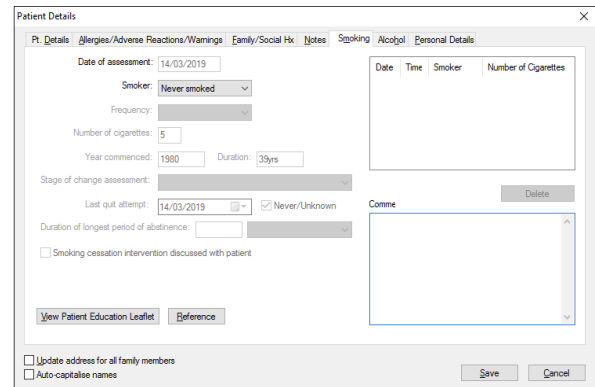 Patient Details
Pt. Details Allergies/Adverse Reactions/Warnings Family/Social Hx Notes Smoking Alcohol Personal Details
Date of assessment: 14/03/2019
Smoker: Never smoked
Frequency:
Number of cigarettes: 5
Year commenced: 1980 Duration: 39yrs
Stage of change assessment:
Last quit attempt: 14/03/2019 Never/Unknown
Duration of longest period of abstinence:
Smoking cessation intervention discussed with patient
View Patient Education Leaflet Reference
Date Time Smoker Number of Cigarettes
Delete
Comme
Update address for all family members
Auto-capitalise names
Save Cancel